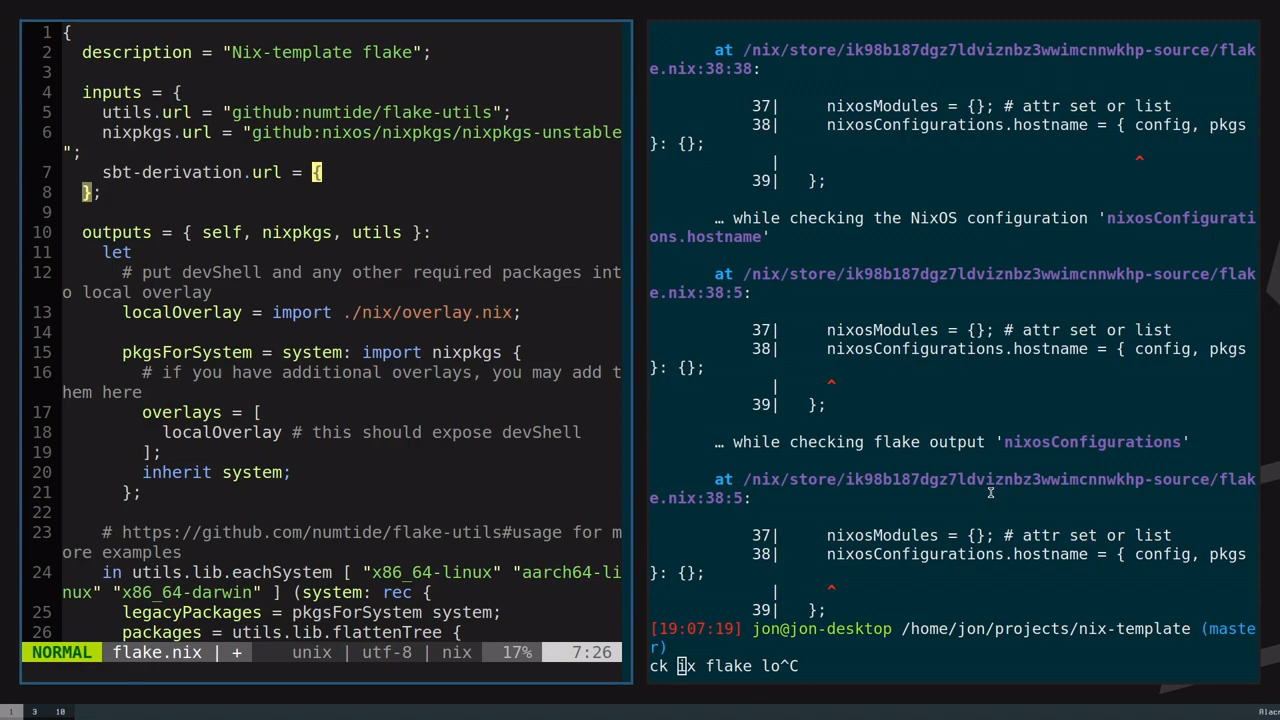 1 {
2   description = "Nix-template flake";
3
4   inputs = {
5     utils.url = "github:numtide/flake-utils";
6     nixpkgs.url = "github:nixos/nixpkgs/nixpkgs-unstable
";
7     sbt-derivation.url = {
8   };
9
10   outputs = { self, nixpkgs, utils }:
11     let
12       # put devShell and any other required packages int
o local overlay
13       localOverlay = import ./nix/overlay.nix;
14
15       pkgsForSystem = system: import nixpkgs {
16         # if you have additional overlays, you may add t
hem here
17         overlays = [
18           localOverlay # this should expose devShell
19         ];
20         inherit system;
21       };
22
23     # https://github.com/numtide/flake-utils#usage for m
ore examples
24     in utils.lib.eachSystem [ "x86_64-linux" "aarch64-li
nux" "x86_64-darwin" ] (system: rec {
25       legacyPackages = pkgsForSystem system;
26       packages = utils.lib.flattenTree {
NORMAL flake.nix | + unix | utf-8 | nix 17% 7:26
at /nix/store/ik98b187dgz7ldviznbz3wwimcnnwkhp-source/flak
e.nix:38:38:
37|     nixosModules = {}; # attr set or list
38|     nixosConfigurations.hostname = { config, pkgs
}: {};
|                                      ^
39|   };
… while checking the NixOS configuration 'nixosConfigurati
ons.hostname'
at /nix/store/ik98b187dgz7ldviznbz3wwimcnnwkhp-source/flak
e.nix:38:5:
37|     nixosModules = {}; # attr set or list
38|     nixosConfigurations.hostname = { config, pkgs
}: {};
|     ^
39|   };
… while checking flake output 'nixosConfigurations'
at /nix/store/ik98b187dgz7ldviznbz3wwimcnnwkhp-source/flak
e.nix:38:5:
37|     nixosModules = {}; # attr set or list
38|     nixosConfigurations.hostname = { config, pkgs
}: {};
|     ^
39|   };
[19:07:19] jon@jon-desktop /home/jon/projects/nix-template (maste
r)
ck ix flake lo^C
1 3 10 Alacr